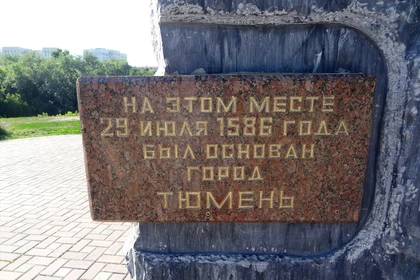 НА ЭТОМ МЕСТЕ
29 ИЮЛЯ 1586 ГОДА
БЫЛ ОСНОВАН
ГОРОД
ТЮМЕНЬ